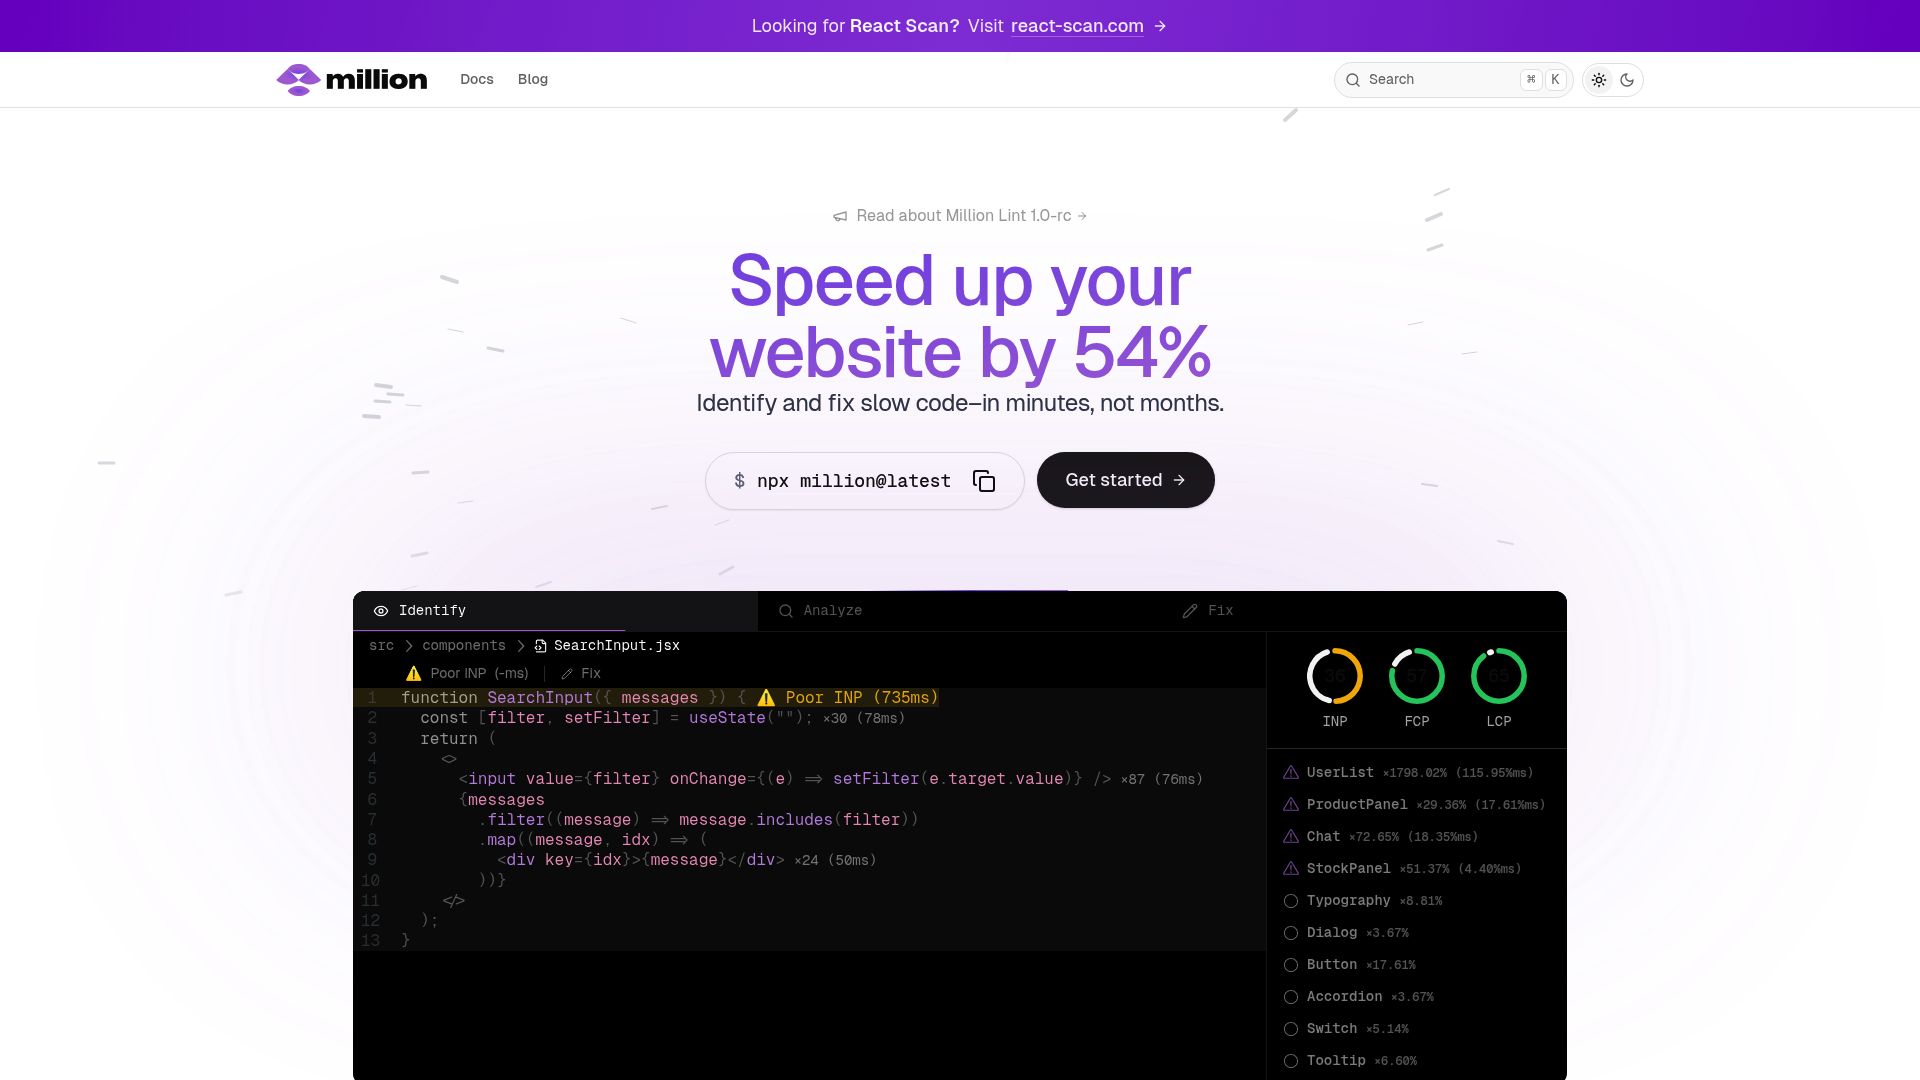 Looking for React Scan? Visit react-scan.com →
million
Docs
Blog
Search
⌘ K
Read about Million Lint 1.0-rc →
Speed up your
website by 54%
Identify and fix slow code–in minutes, not months.
$ npx million@latest
Get started →
Identify
Analyze
Fix
src > components > SearchInput.jsx
⚠️ Poor INP (-ms) | Fix
1 function SearchInput({ messages }) { ⚠️ Poor INP (735ms)
2 const [filter, setFilter] = useState(""); ×30 (78ms)
3 return (
4 <>
5 <input value={filter} onChange={(e) => setFilter(e.target.value)} /> ×87 (76ms)
6 {messages
7 .filter((message) => message.includes(filter))
8 .map((message, idx) => (
9 <div key={idx}>{message}</div> ×24 (50ms)
10 ))}
11 </>
12 );
13 }
36
57
65
INP
FCP
LCP
UserList ×1798.02% (115.95%ms)
ProductPanel ×29.36% (17.61%ms)
Chat ×72.65% (18.35%ms)
StockPanel ×51.37% (4.40%ms)
Typography ×8.81%
Dialog ×3.67%
Button ×17.61%
Accordion ×3.67%
Switch ×5.14%
Tooltip ×6.60%